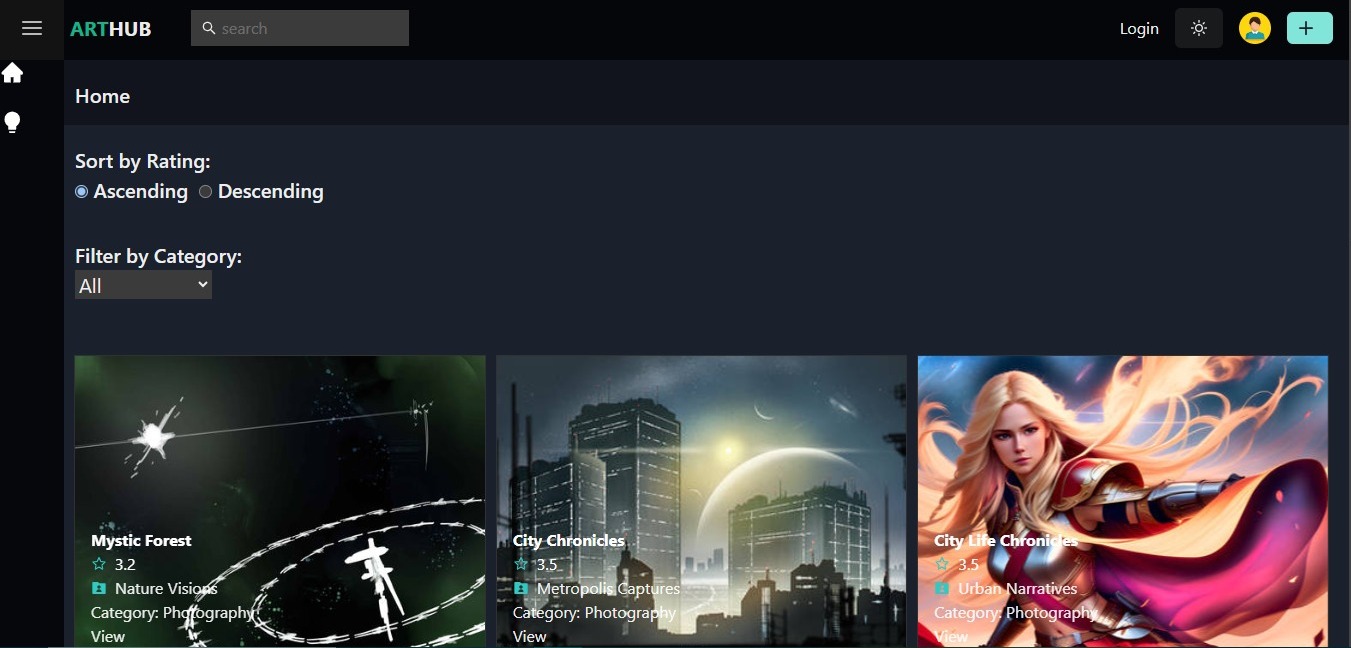 ARTHUB
search
Login
Home
Sort by Rating:
Ascending Descending
Filter by Category:
All
Mystic Forest
3.2
Nature Visions
Category: Photography
View
City Chronicles
3.5
Metropolis Captures
Category: Photography
View
City Life Chronicles
3.5
Urban Narratives
Category: Photography
View